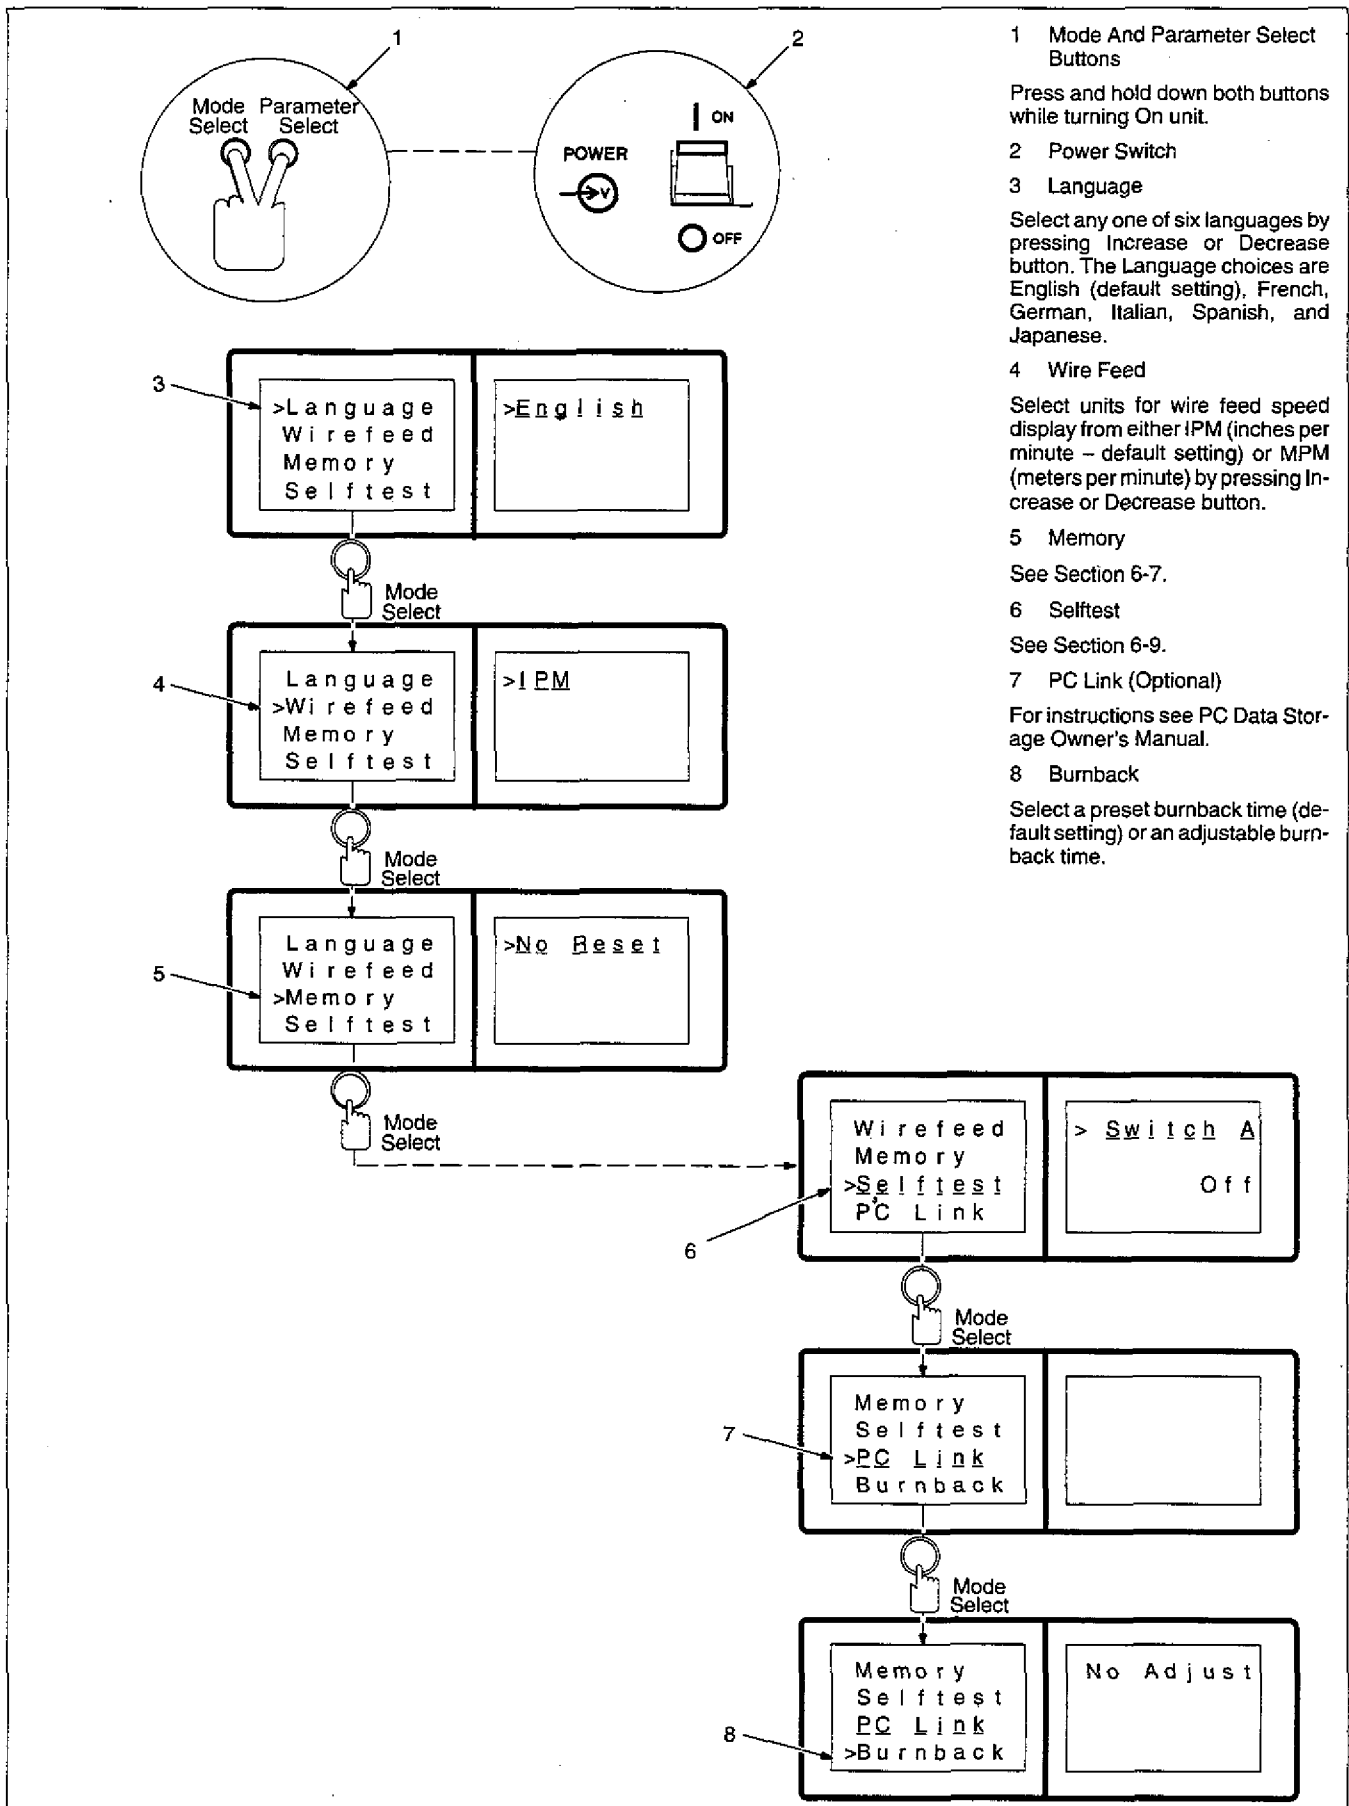 1
Mode Parameter
Select Select
2
POWER
V
ON
OFF
3
>Language
Wirefeed
Memory
Selftest
>English
Mode
Select
4
Language
>Wirefeed
Memory
Selftest
>IPM
Mode
Select
5
Language
Wirefeed
>Memory
Selftest
>No Reset
Mode
Select
6
Wirefeed
Memory
>Selftest
PC Link
> Switch A
Off
Mode
Select
7
Memory
Selftest
>PC Link
Burnback
Mode
Select
8
Memory
Selftest
PC Link
>Burnback
No Adjust
1 Mode And Parameter Select
Buttons
Press and hold down both buttons
while turning On unit.
2 Power Switch
3 Language
Select any one of six languages by
pressing Increase or Decrease
button. The Language choices are
English (default setting), French,
German, Italian, Spanish, and
Japanese.
4 Wire Feed
Select units for wire feed speed
display from either IPM (inches per
minute – default setting) or MPM
(meters per minute) by pressing In-
crease or Decrease button.
5 Memory
See Section 6-7.
6 Selftest
See Section 6-9.
7 PC Link (Optional)
For instructions see PC Data Stor-
age Owner's Manual.
8 Burnback
Select a preset burnback time (de-
fault setting) or an adjustable burn-
back time.